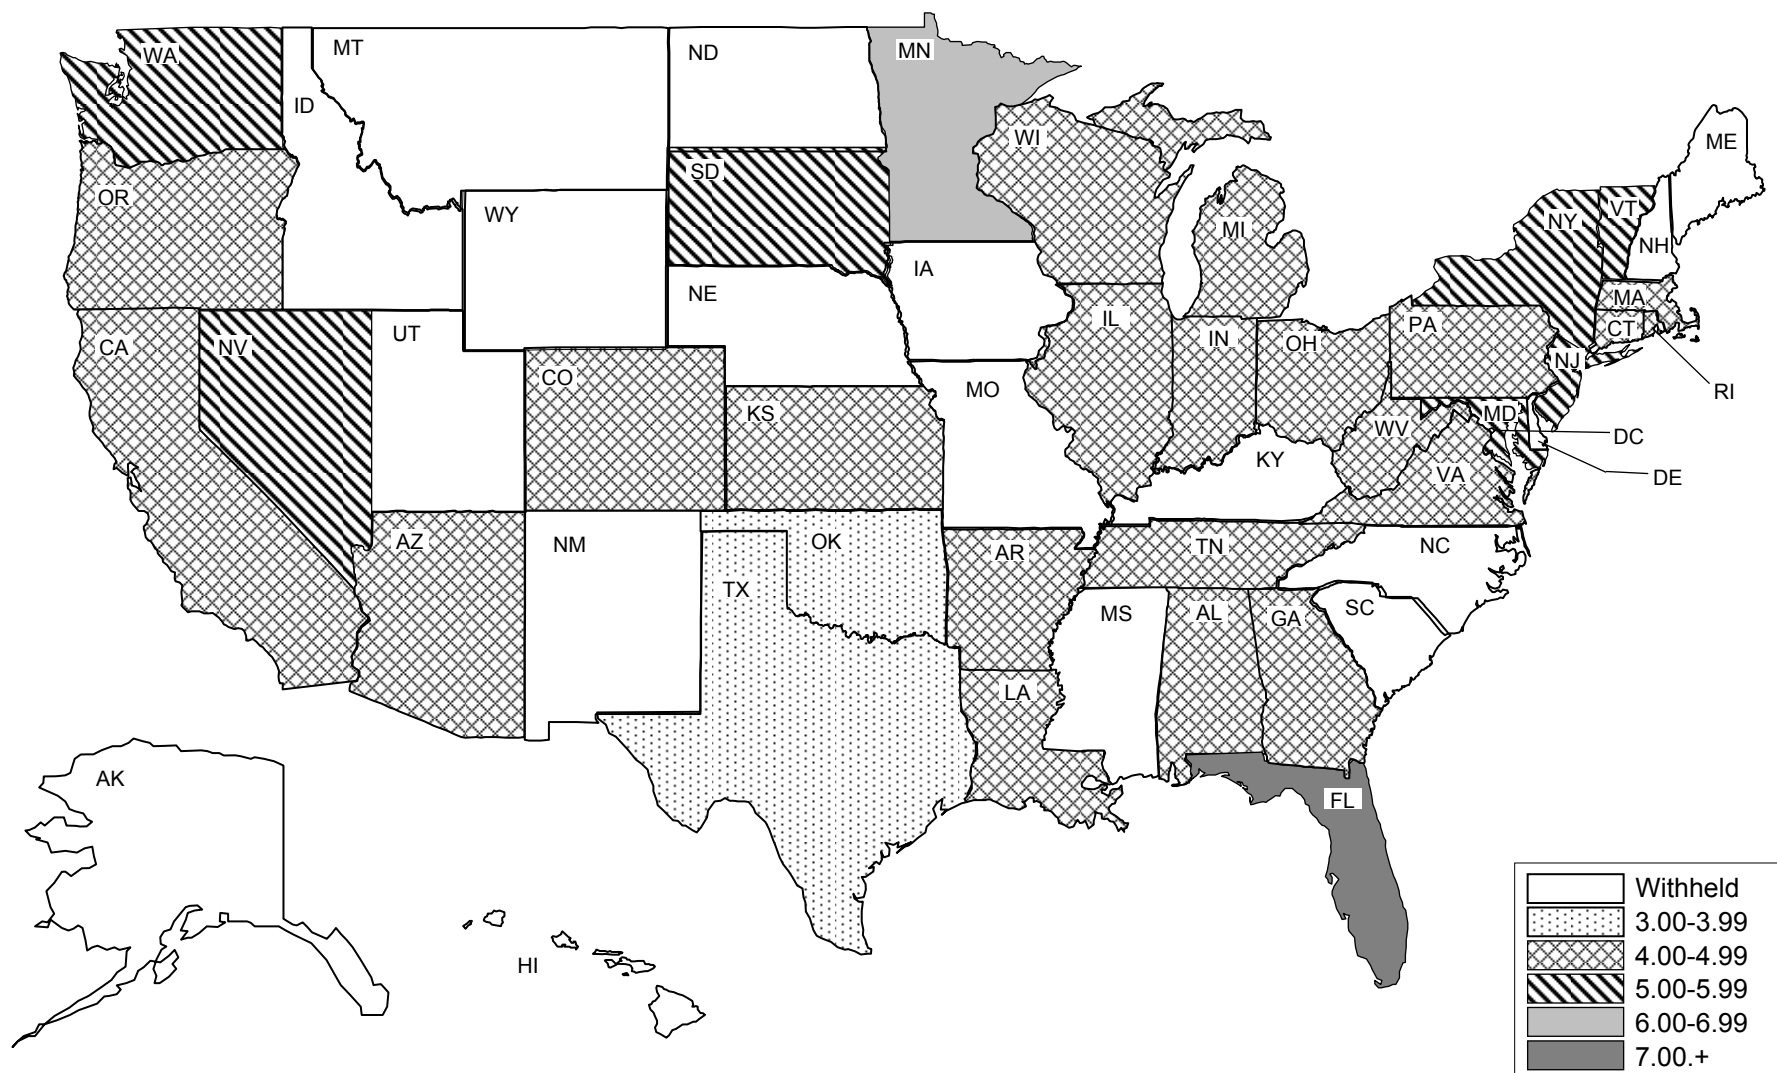 WA
MT
ND
MN
ID
OR
WY
SD
WI
MI
ME
NY
VT
NH
IA
NE
MA
CT
PA
NJ
RI
CA
NV
UT
CO
KS
MO
IL
IN
OH
WV
MD
DC
VA
DE
KY
AZ
NM
OK
TX
AR
TN
NC
MS
AL
GA
SC
LA
FL
AK
HI
Withheld
3.00-3.99
4.00-4.99
5.00-5.99
6.00-6.99
7.00.+